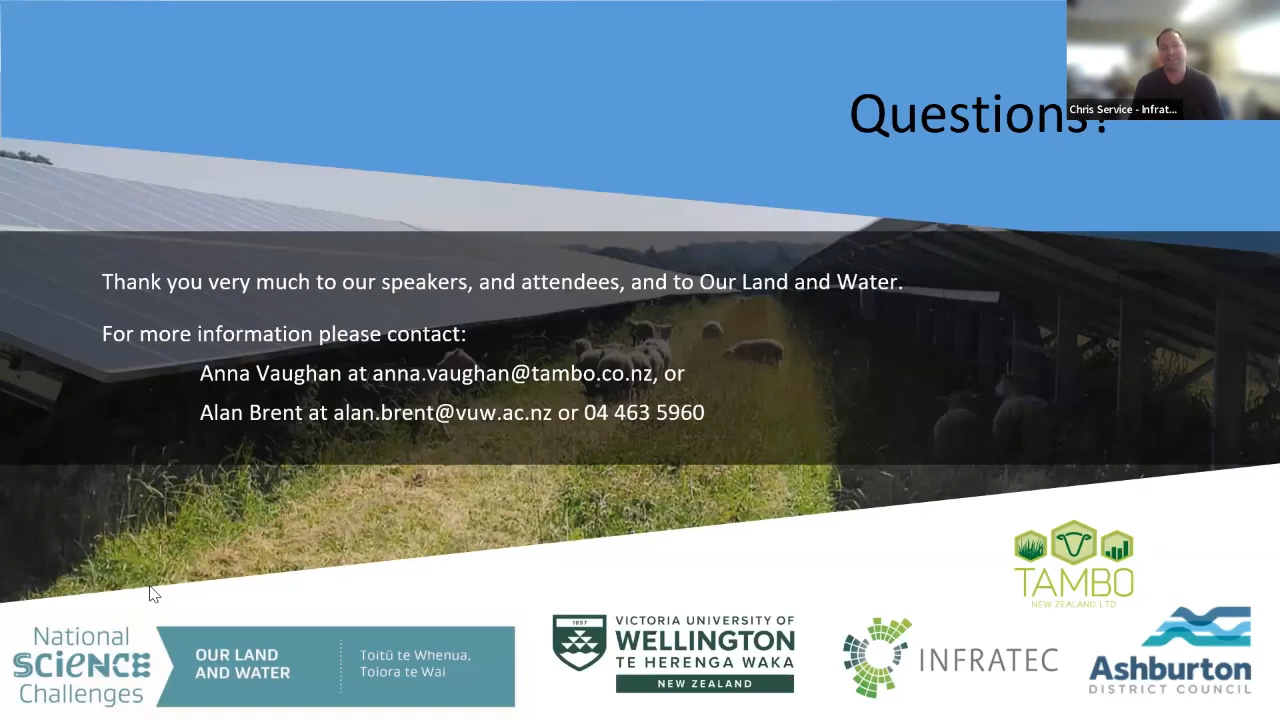 Questions?
Chris Service - Infrat...
Thank you very much to our speakers, and attendees, and to Our Land and Water.
For more information please contact:
Anna Vaughan at anna.vaughan@tambo.co.nz, or
Alan Brent at alan.brent@vuw.ac.nz or 04 463 5960
TAMBO
NEW ZEALAND LTD
National
SCIENCE
Challenges
OUR LAND
AND WATER
Toitū te Whenua,
Toiora te Wai
1897
VICTORIA UNIVERSITY OF
WELLINGTON
TE HERENGA WAKA
NEW ZEALAND
INFRATEC
Ashburton
DISTRICT COUNCIL